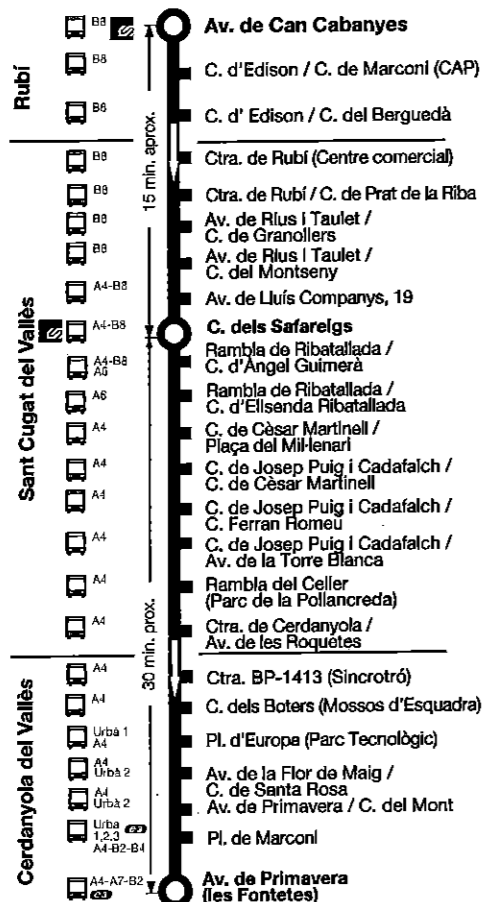 Rubí
Sant Cugat del Vallès
Cerdanyola del Vallès
15 min. aprox.
30 min. prox.
B8 Av. de Can Cabanyes
B8 C. d'Edison / C. de Marconi (CAP)
B8 C. d' Edison / C. del Berguedà
B8 Ctra. de Rubí (Centre comercial)
B8 Ctra. de Rubí / C. de Prat de la Riba
B8 Av. de Rius i Taulet /
C. de Granollers
B8 Av. de Rius i Taulet /
C. del Montseny
A4-B8 Av. de Lluís Companys, 19
A4-B8 C. dels Safareigs
A4-B8 Rambla de Ribatallada /
A6 C. d'Àngel Guimerà
A6 Rambla de Ribatallada /
C. d'Elisenda Ribatallada
A4 C. de Cèsar Martinell /
Plaça del Mil·lenari
A4 C. de Josep Puig i Cadafalch /
C. de Cèsar Martinell
A4 C. de Josep Puig i Cadafalch /
C. Ferran Romeu
A4 C. de Josep Puig i Cadafalch /
Av. de la Torre Blanca
A4 Rambla del Celler
(Parc de la Pollancreda)
A4 Ctra. de Cerdanyola /
Av. de les Roquetes
A4 Ctra. BP-1413 (Sincrotró)
A4 C. dels Boters (Mossos d'Esquadra)
Urbà 1 Pl. d'Europa (Parc Tecnològic)
A4
A4 Av. de la Flor de Maig /
Urbà 2 C. de Santa Rosa
A4 Av. de Primavera / C. del Mont
Urbà 2
Urba e3
1,2,3 Pl. de Marconi
A4-B2-B4
A4-A7-B2 Av. de Primavera
e3 (les Fontetes)